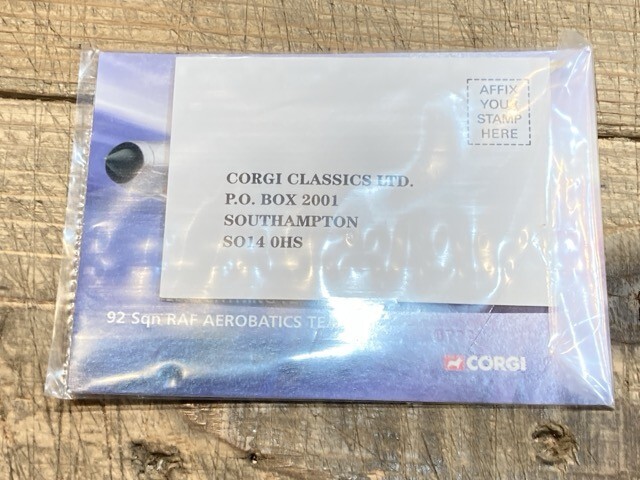 AFFIX
YOUR
STAMP
HERE
CORGI CLASSICS LTD.
P.O. BOX 2001
SOUTHAMPTON
SO14 0HS
92 Sqn RAF AEROBATICS
CORGI